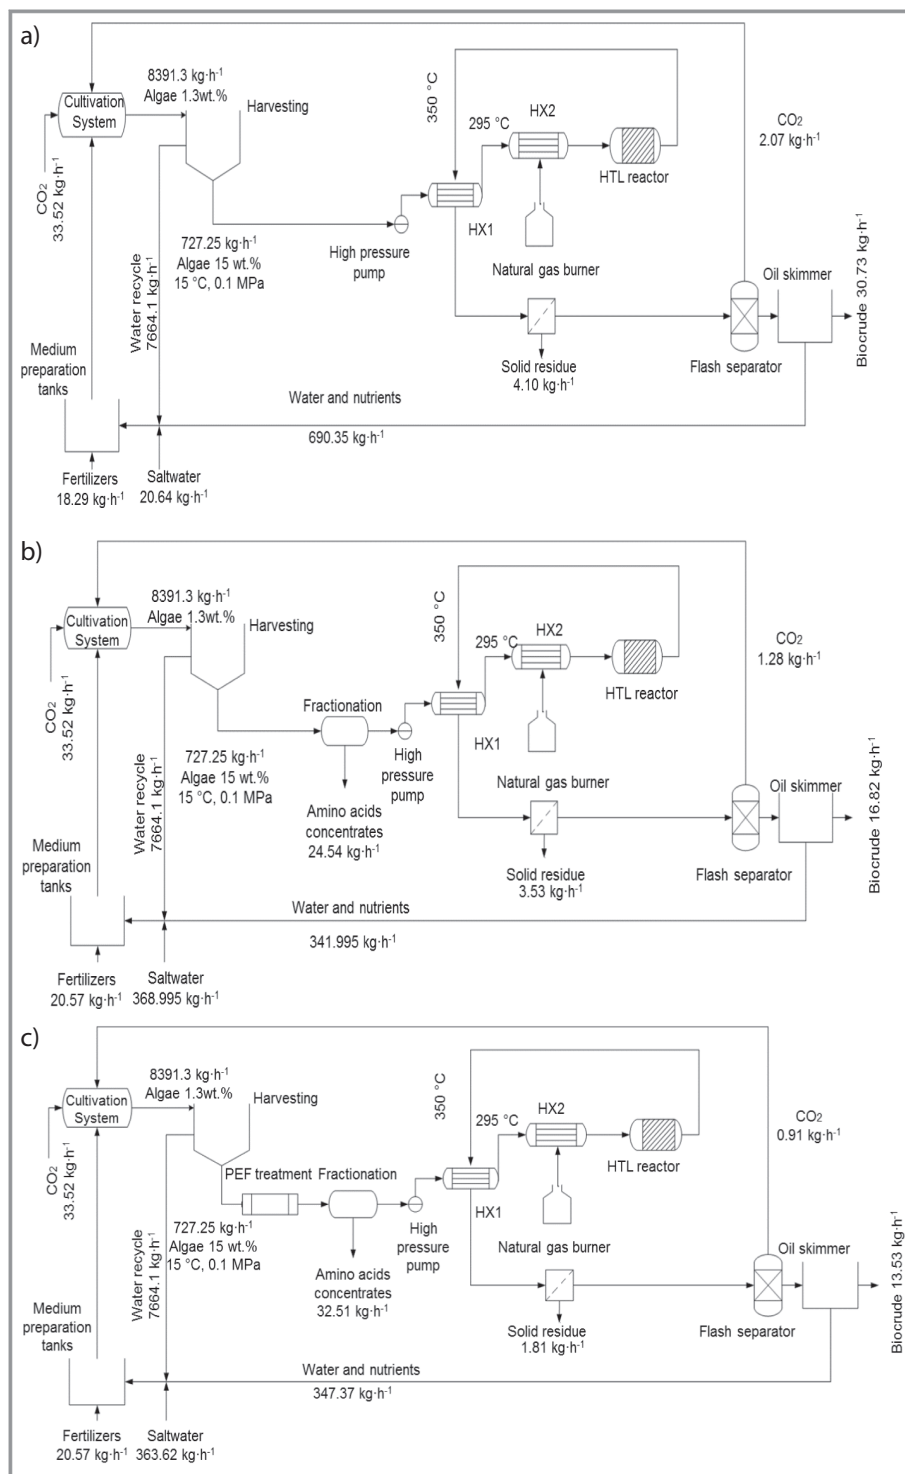 a)
8391.3 kg·h-1
Algae 1.3wt.%
Harvesting
Cultivation
System
CO2
33.52 kg·h-1
350 °C
295 °C
HX2
HTL reactor
CO2
2.07 kg·h-1
HX1
High pressure
pump
727.25 kg·h-1
Algae 15 wt.%
15 °C, 0.1 MPa
Water recycle
7664.1 kg·h-1
Natural gas burner
Oil skimmer
Biocrude 30.73 kg·h-1
Solid residue
4.10 kg·h-1
Flash separator
Medium
preparation
tanks
Water and nutrients
690.35 kg·h-1
Fertilizers
18.29 kg·h-1
Saltwater
20.64 kg·h-1
b)
8391.3 kg·h-1
Algae 1.3wt.%
Harvesting
Cultivation
System
CO2
33.52 kg·h-1
350 °C
295 °C
HX2
HTL reactor
CO2
1.28 kg·h-1
Fractionation
HX1
High
pressure
pump
727.25 kg·h-1
Algae 15 wt.%
15 °C, 0.1 MPa
Water recycle
7664.1 kg·h-1
Amino acids
concentrates
24.54 kg·h-1
Natural gas burner
Oil skimmer
Biocrude 16.82 kg·h-1
Solid residue
3.53 kg·h-1
Flash separator
Medium
preparation
tanks
Water and nutrients
341.995 kg·h-1
Fertilizers
20.57 kg·h-1
Saltwater
368.995 kg·h-1
c)
8391.3 kg·h-1
Algae 1.3wt.%
Harvesting
Cultivation
System
CO2
33.52 kg·h-1
350 °C
295 °C
HX2
HTL reactor
CO2
0.91 kg·h-1
PEF treatment
Fractionation
HX1
High
pressure
pump
727.25 kg·h-1
Algae 15 wt.%
15 °C, 0.1 MPa
Water recycle
7664.1 kg·h-1
Amino acids
concentrates
32.51 kg·h-1
Natural gas burner
Oil skimmer
Biocrude 13.53 kg·h-1
Solid residue
1.81 kg·h-1
Flash separator
Medium
preparation
tanks
Water and nutrients
347.37 kg·h-1
Fertilizers
20.57 kg·h-1
Saltwater
363.62 kg·h-1